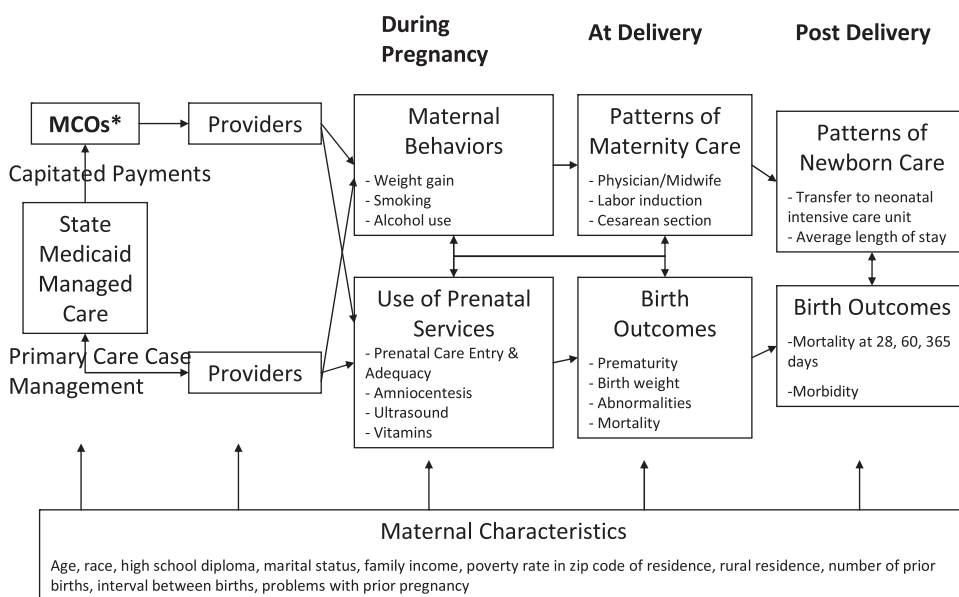 During
Pregnancy
At Delivery
Post Delivery
MCOs*
Providers
Capitated Payments
State
Medicaid
Managed
Care
Primary Care Case
Management
Providers
Maternal
Behaviors
- Weight gain
- Smoking
- Alcohol use
Use of Prenatal
Services
- Prenatal Care Entry &
Adequacy
- Amniocentesis
- Ultrasound
- Vitamins
Patterns of
Maternity Care
- Physician/Midwife
- Labor induction
- Cesarean section
Birth
Outcomes
- Prematurity
- Birth weight
- Abnormalities
- Mortality
Patterns of
Newborn Care
- Transfer to neonatal
intensive care unit
- Average length of stay
Birth Outcomes
-Mortality at 28, 60, 365
days
-Morbidity
Maternal Characteristics
Age, race, high school diploma, marital status, family income, poverty rate in zip code of residence, rural residence, number of prior
births, interval between births, problems with prior pregnancy